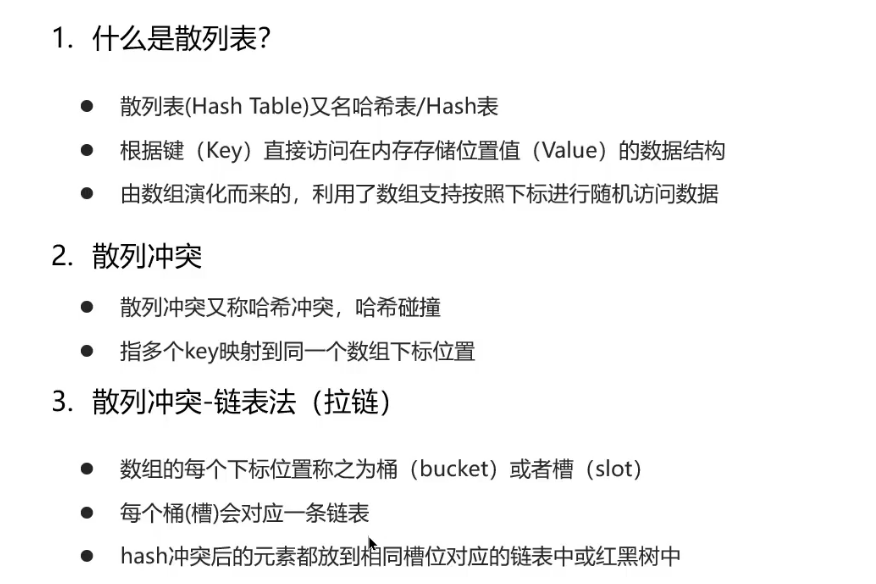 1. 什么是散列表？
● 散列表(Hash Table)又名哈希表/Hash表
● 根据键（Key）直接访问在内存存储位置值（Value）的数据结构
● 由数组演化而来的，利用了数组支持按照下标进行随机访问数据
2. 散列冲突
● 散列冲突又称哈希冲突，哈希碰撞
● 指多个key映射到同一个数组下标位置
3. 散列冲突-链表法（拉链）
● 数组的每个下标位置称之为桶（bucket）或者槽（slot）
● 每个桶(槽)会对应一条链表
● hash冲突后的元素都放到相同槽位对应的链表中或红黑树中